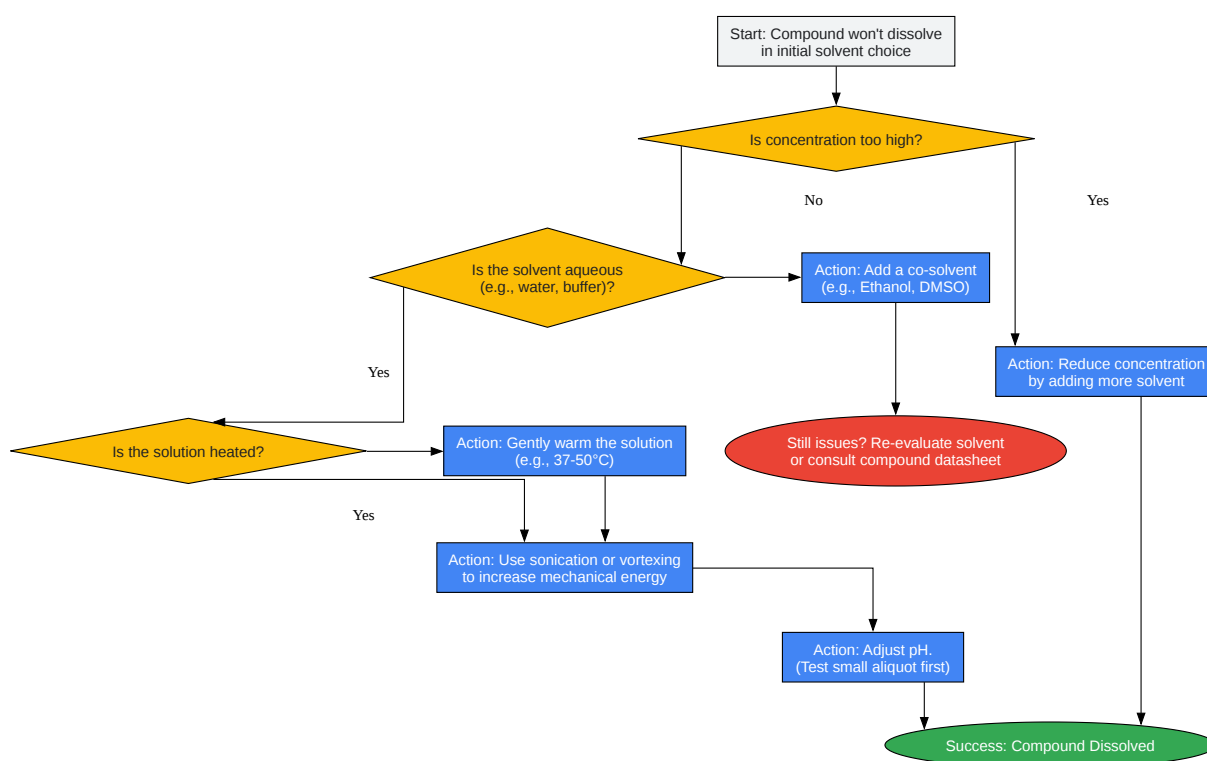 Start: Compound won't dissolve
in initial solvent choice
Is concentration too high?
No
Yes
Is the solvent aqueous
(e.g., water, buffer)?
Action: Add a co-solvent
(e.g., Ethanol, DMSO)
Action: Reduce concentration
by adding more solvent
Yes
Is the solution heated?
Action: Gently warm the solution
(e.g., 37-50°C)
Still issues? Re-evaluate solvent
or consult compound datasheet
Yes
Action: Use sonication or vortexing
to increase mechanical energy
Action: Adjust pH.
(Test small aliquot first)
Success: Compound Dissolved